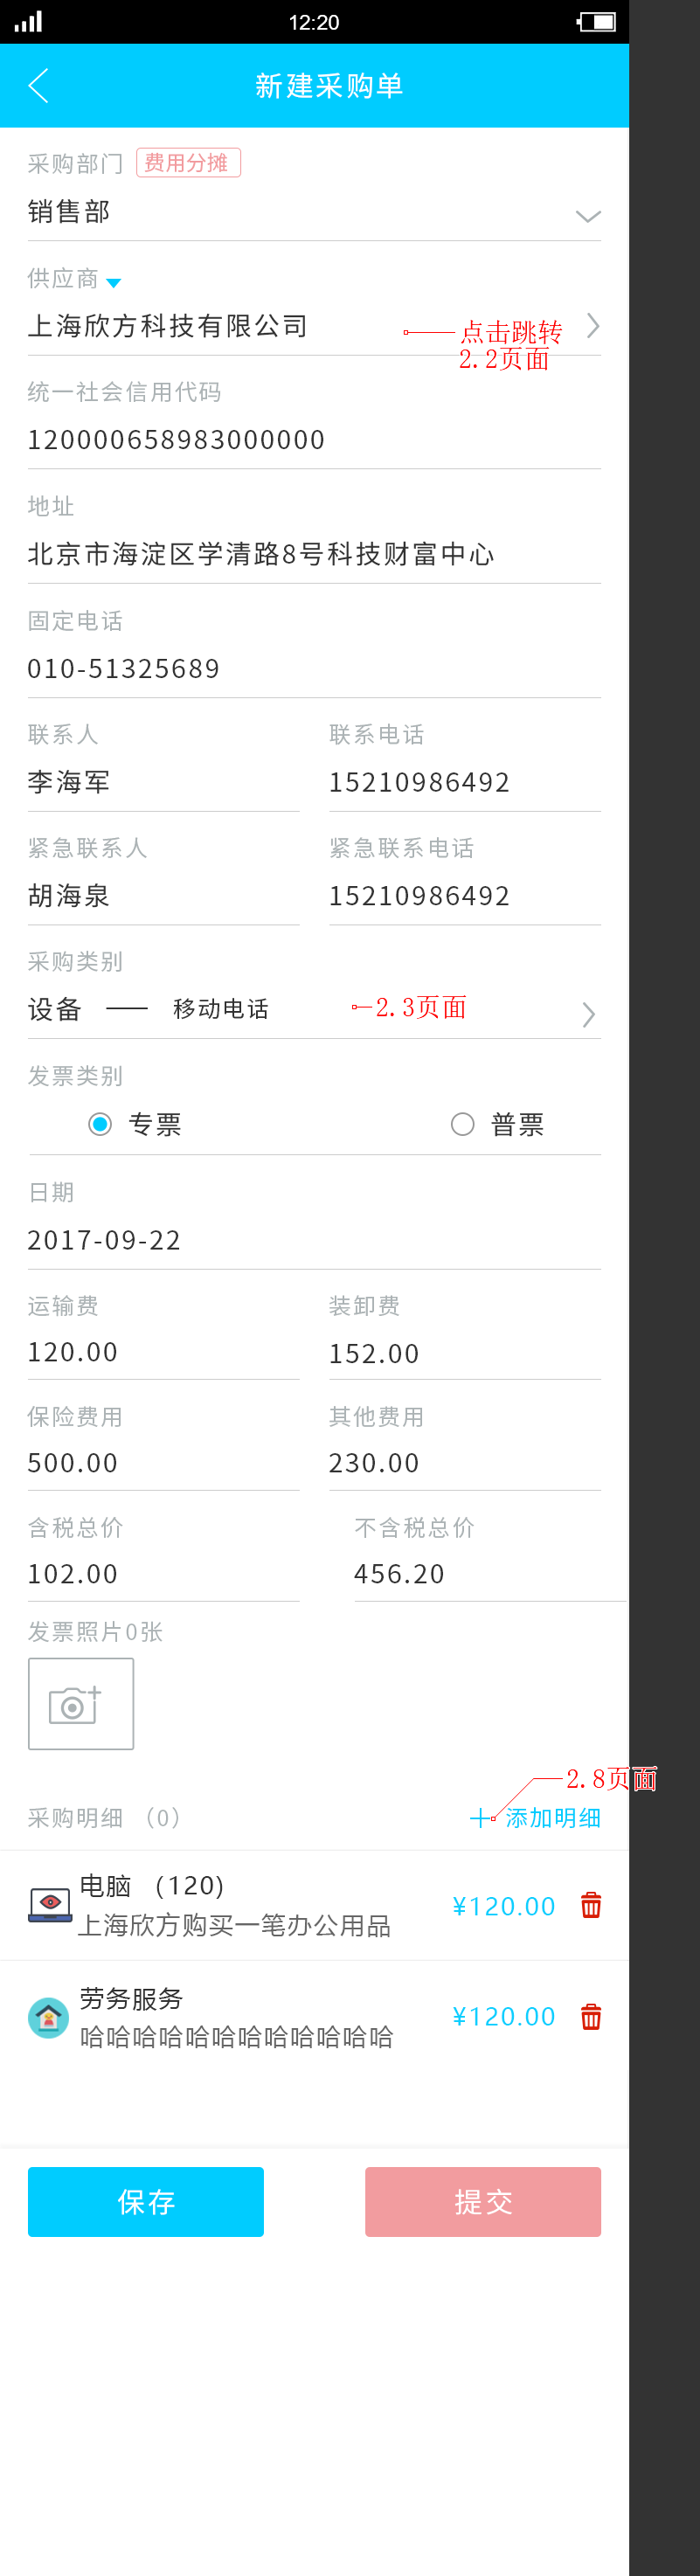 12:20
新建采购单
采购部门 费用分摊
销售部
供应商
上海欣方科技有限公司
点击跳转
2.2页面
统一社会信用代码
120000658983000000
地址
北京市海淀区学清路8号科技财富中心
固定电话
010-51325689
联系人 联系电话
李海军 15210986492
紧急联系人 紧急联系电话
胡海泉 15210986492
采购类别
设备 —— 移动电话 2.3页面
发票类别
专票 普票
日期
2017-09-22
运输费 装卸费
120.00 152.00
保险费用 其他费用
500.00 230.00
含税总价 不含税总价
102.00 456.20
发票照片0张
2.8页面
采购明细 （0） 添加明细
电脑 (120)
上海欣方购买一笔办公用品
¥120.00
劳务服务
哈哈哈哈哈哈哈哈哈哈哈哈
¥120.00
保存 提交